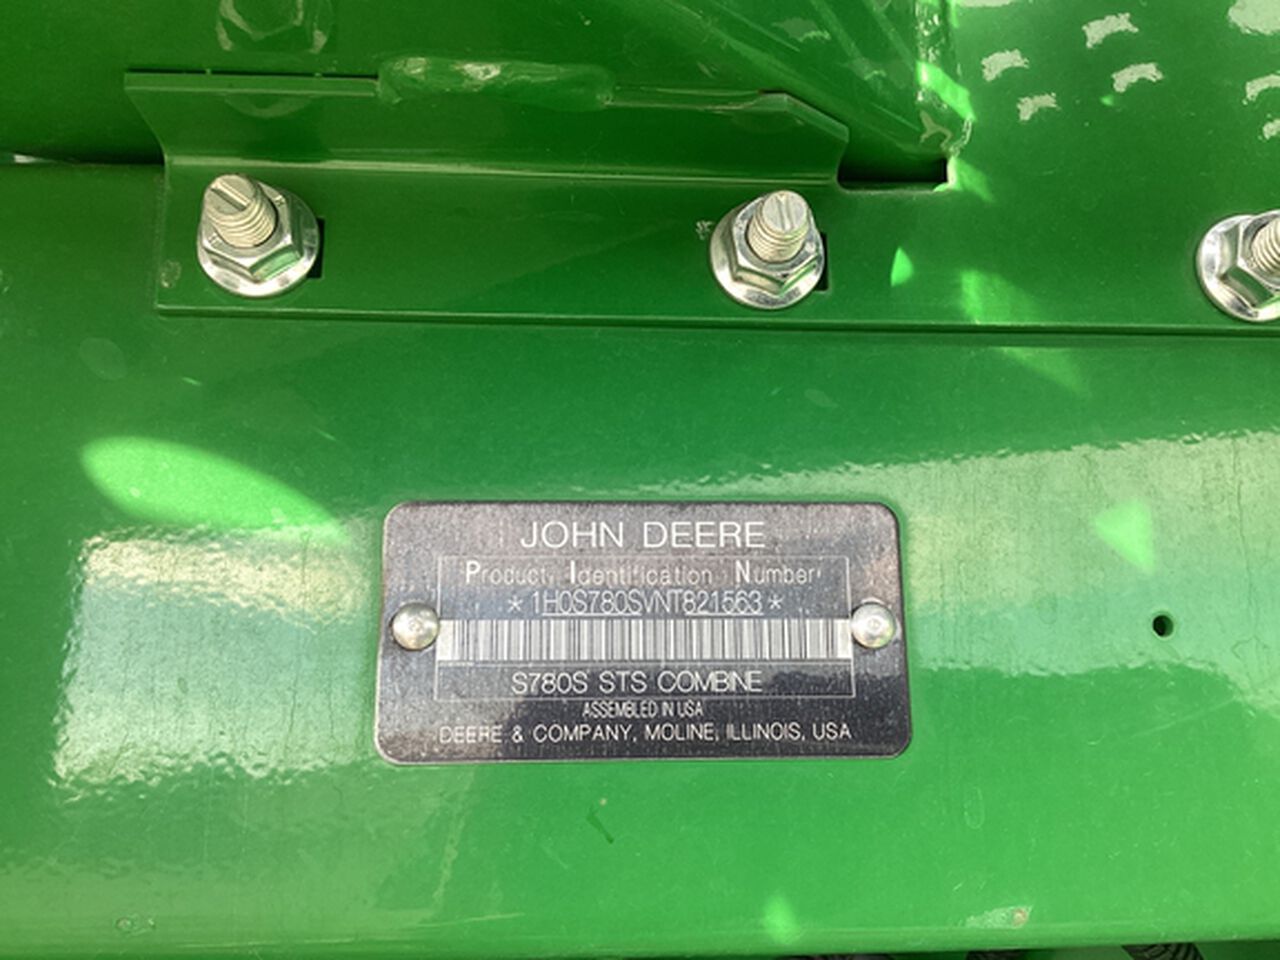 JOHN DEERE
Product Identification Number
* 1H0S780SVNT821563 *
S780S STS COMBINE
ASSEMBLED IN USA
DEERE & COMPANY, MOLINE, ILLINOIS, USA